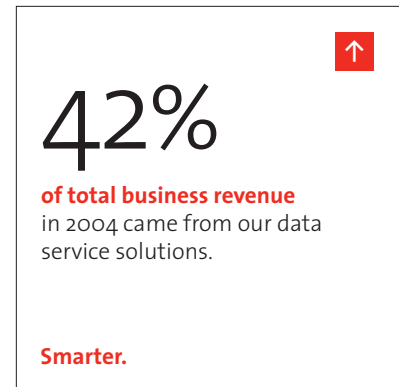 42%
of total business revenue
in 2004 came from our data
service solutions.
Smarter.